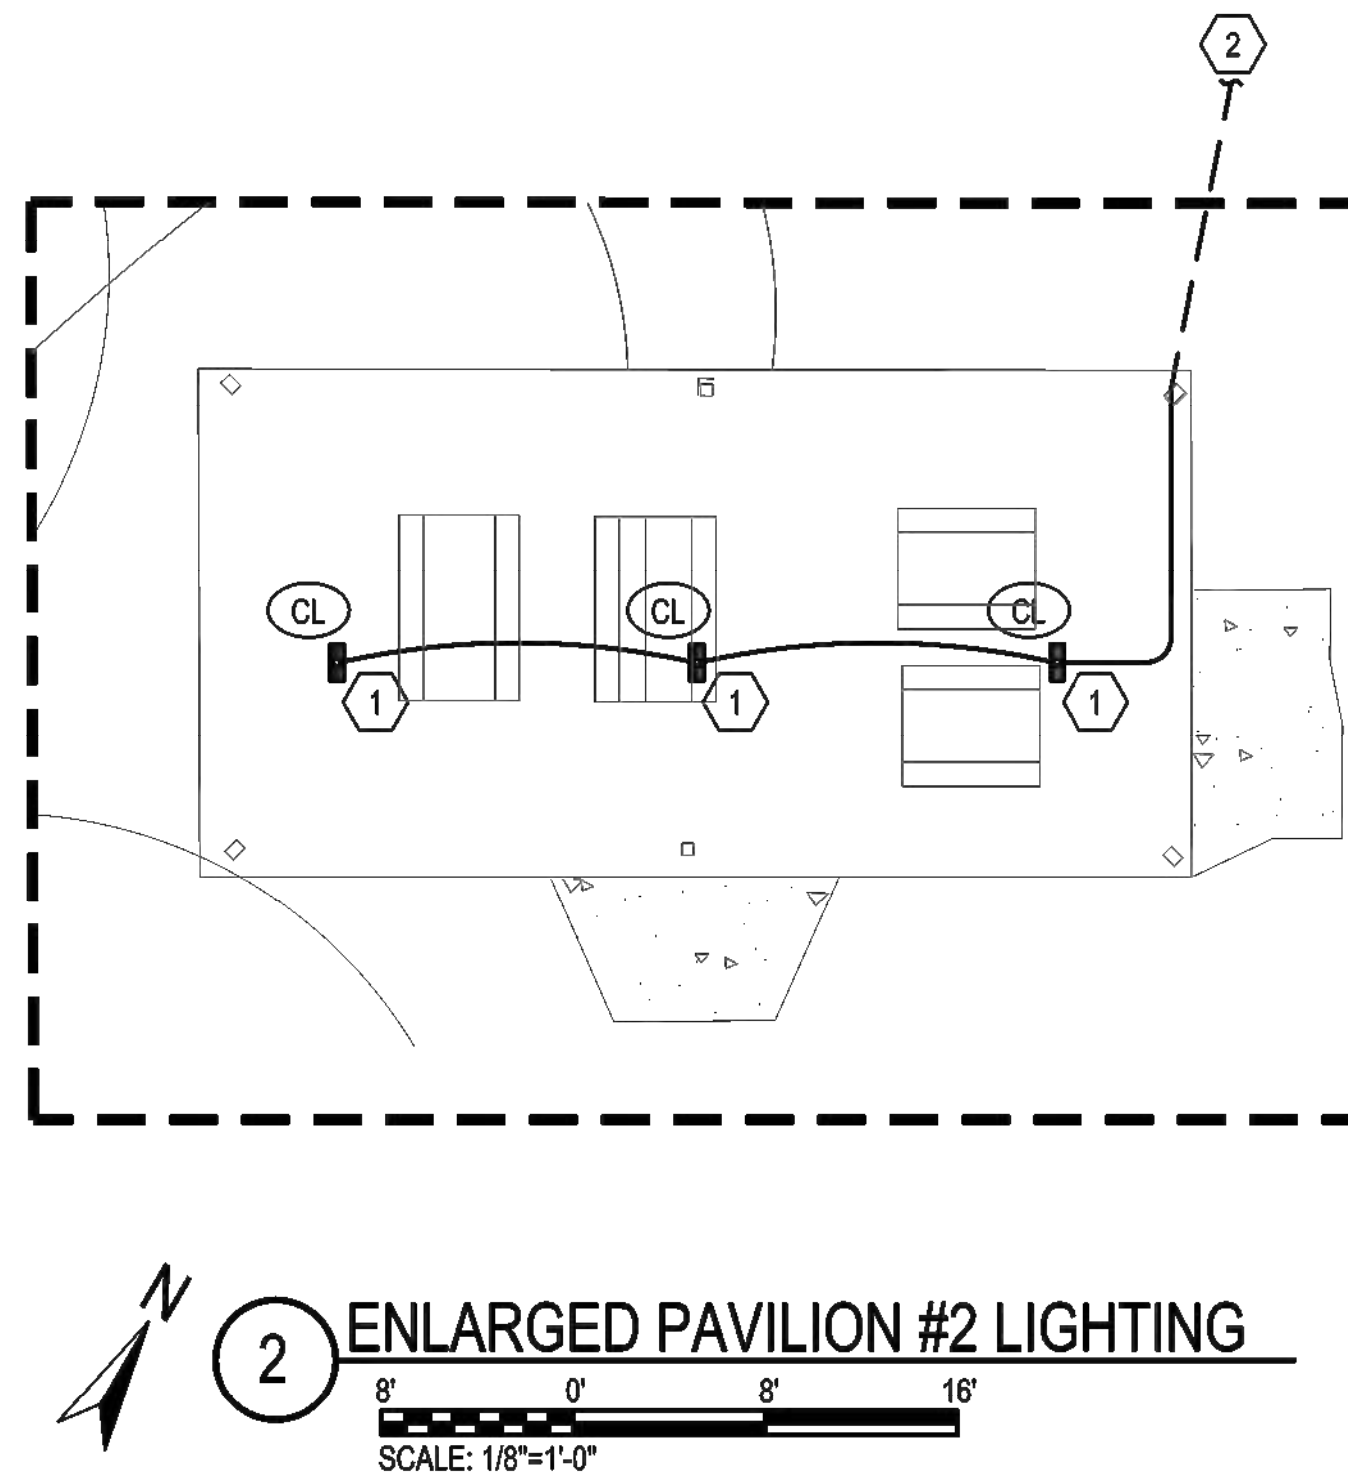 2
CL
CL
CL
1
1
1
N
2
ENLARGED PAVILION #2 LIGHTING
8' 0' 8' 16'
SCALE: 1/8"=1'-0"